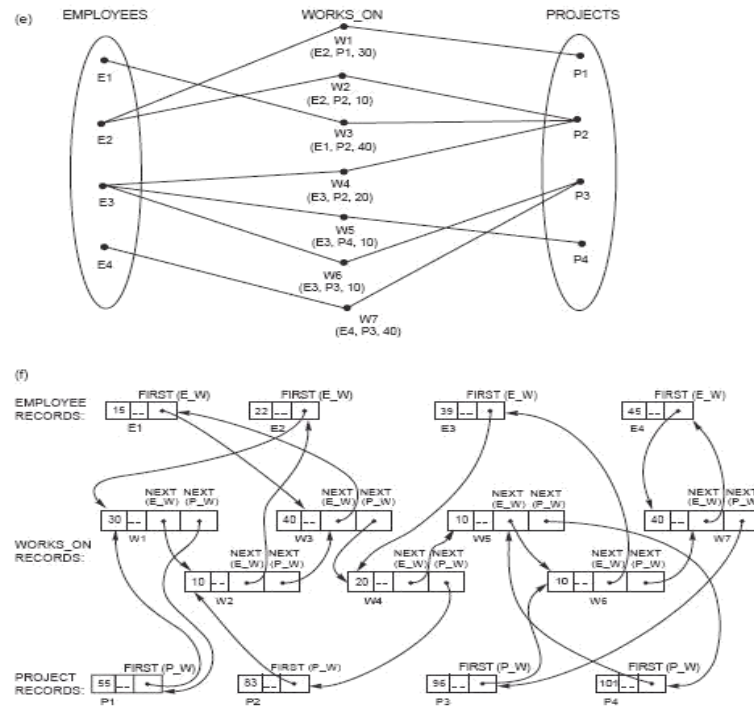 (e)
EMPLOYEES WORKS_ON PROJECTS
W1
(E2, P1, 30)
E1 P1
W2
(E2, P2, 10)
E2 P2
W3
(E1, P2, 40)
W4
(E3, P2, 20)
E3 P3
W5
(E3, P4, 10)
E4 P4
W6
(E3, P3, 10)
W7
(E4, P3, 40)
(f)
FIRST (E_W) FIRST (E_W) FIRST (E_W) FIRST (E_W)
EMPLOYEE
RECORDS:
15 -- 22 -- 39 -- 45 --
E1 E2 E3 E4
NEXT NEXT NEXT NEXT NEXT NEXT NEXT NEXT
(E_W) (P_W) (E_W) (P_W) (E_W) (P_W) (E_W) (P_W)
30 -- 40 -- 10 -- 40 --
W1 W3 W5 W7
WORKS_ON
RECORDS:
NEXT NEXT NEXT NEXT NEXT NEXT
(E_W) (P_W) (E_W) (P_W) (E_W) (P_W)
10 -- 20 -- 10 --
W2 W4 W6
FIRST (P_W) FIRST (P_W) FIRST (P_W) FIRST (P_W)
PROJECT
RECORDS:
55 -- 83 -- 96 -- 101 --
P1 P2 P3 P4